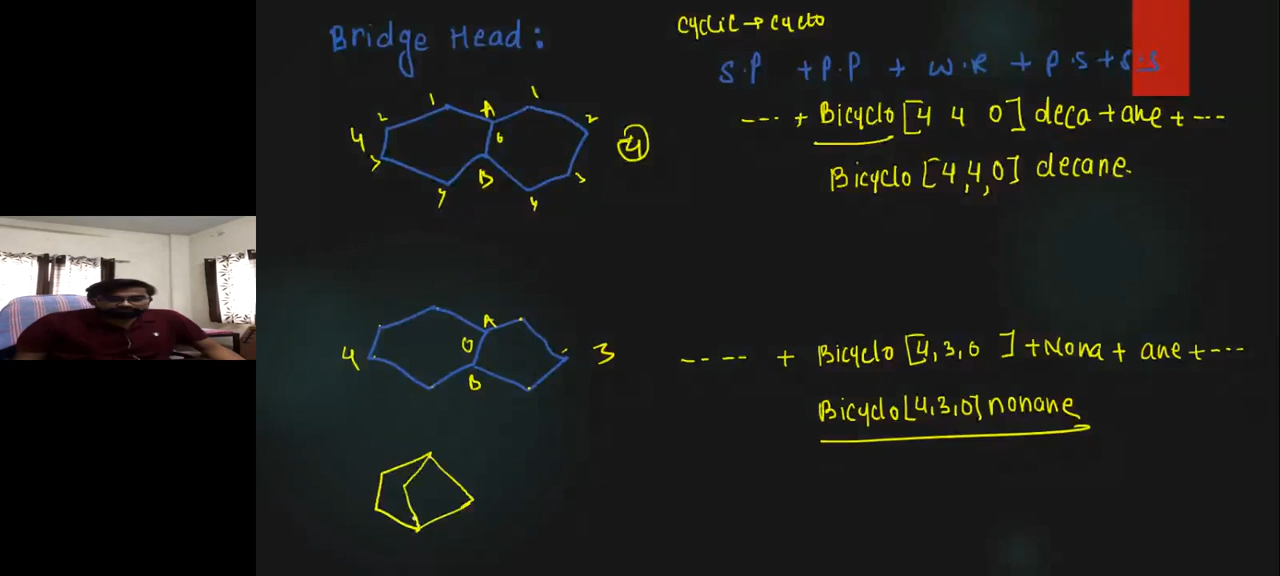 Bridge Head:
cyclic → cyclo
S.P + P.P + W.R + P.S + S.S
1 A 1
2 2
4 0 4
3 3
4 B 4
---- + Bicyclo [4 4 0] deca + ane + ----
Bicyclo [4,4,0] decane.
A
4 0 3
B
---- + Bicyclo [4,3,0 ] + Nona + ane + ----
Bicyclo[4,3,0] nonane